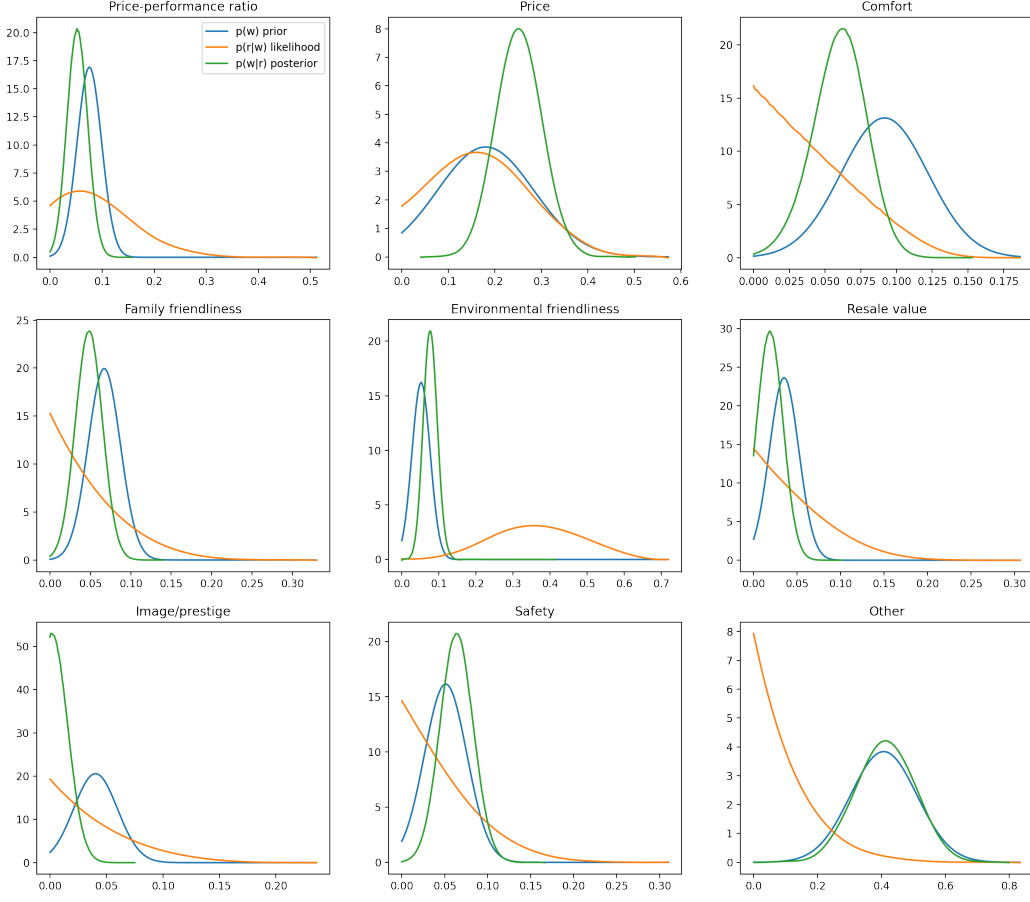 Price-performance ratio
20.0
17.5
15.0
12.5
10.0
7.5
5.0
2.5
0.0
0.0 0.1 0.2 0.3 0.4 0.5
p(w) prior
p(r|w) likelihood
p(w|r) posterior
Price
8
7
6
5
4
3
2
1
0
0.0 0.1 0.2 0.3 0.4 0.5 0.6
Comfort
20
15
10
5
0
0.000 0.025 0.050 0.075 0.100 0.125 0.150 0.175
Family friendliness
25
20
15
10
5
0
0.00 0.05 0.10 0.15 0.20 0.25 0.30
Environmental friendliness
20
15
10
5
0
0.0 0.1 0.2 0.3 0.4 0.5 0.6 0.7
Resale value
30
25
20
15
10
5
0
0.00 0.05 0.10 0.15 0.20 0.25 0.30
Image/prestige
50
40
30
20
10
0
0.00 0.05 0.10 0.15 0.20
Safety
20
15
10
5
0
0.00 0.05 0.10 0.15 0.20 0.25 0.30
Other
8
7
6
5
4
3
2
1
0
0.0 0.2 0.4 0.6 0.8